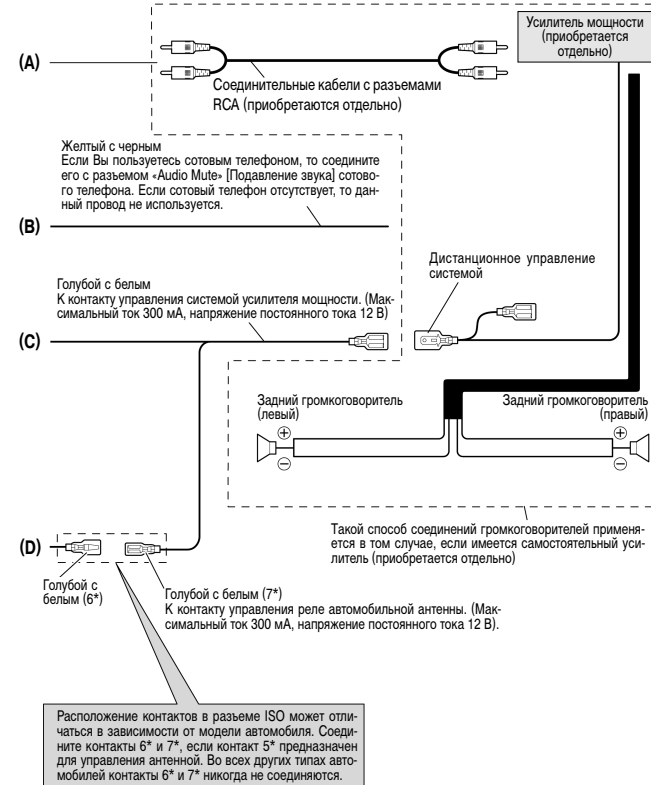 Усилитель мощности
(приобретается
отдельно)
(A)
Соединительные кабели с разъемами
RCA (приобретаются отдельно)
Желтый с черным
Если Вы пользуетесь сотовым телефоном, то соедините
его с разъемом «Audio Mute» [Подавление звука] сотово-
го телефона. Если сотовый телефон отсутствует, то дан-
ный провод не используется.
(B)
Дистанционное управление
системой
Голубой с белым
К контакту управления системой усилителя мощности. (Мак-
симальный ток 300 мА, напряжение постоянного тока 12 В)
(C)
Задний громкоговоритель
(левый)
Задний громкоговоритель
(правый)
+
−
+
−
Такой способ соединений громкоговорителей применя-
ется в том случае, если имеется самостоятельный уси-
литель (приобретается отдельно)
(D)
Голубой с
белым (6*)
Голубой с белым (7*)
К контакту управления реле автомобильной антенны. (Мак-
симальный ток 300 мА, напряжение постоянного тока 12 В).
Расположение контактов в разъеме ISO может отли-
чаться в зависимости от модели автомобиля. Соеди-
ните контакты 6* и 7*, если контакт 5* предназначен
для управления антенной. Во всех других типах авто-
мобилей контакты 6* и 7* никогда не соединяются.